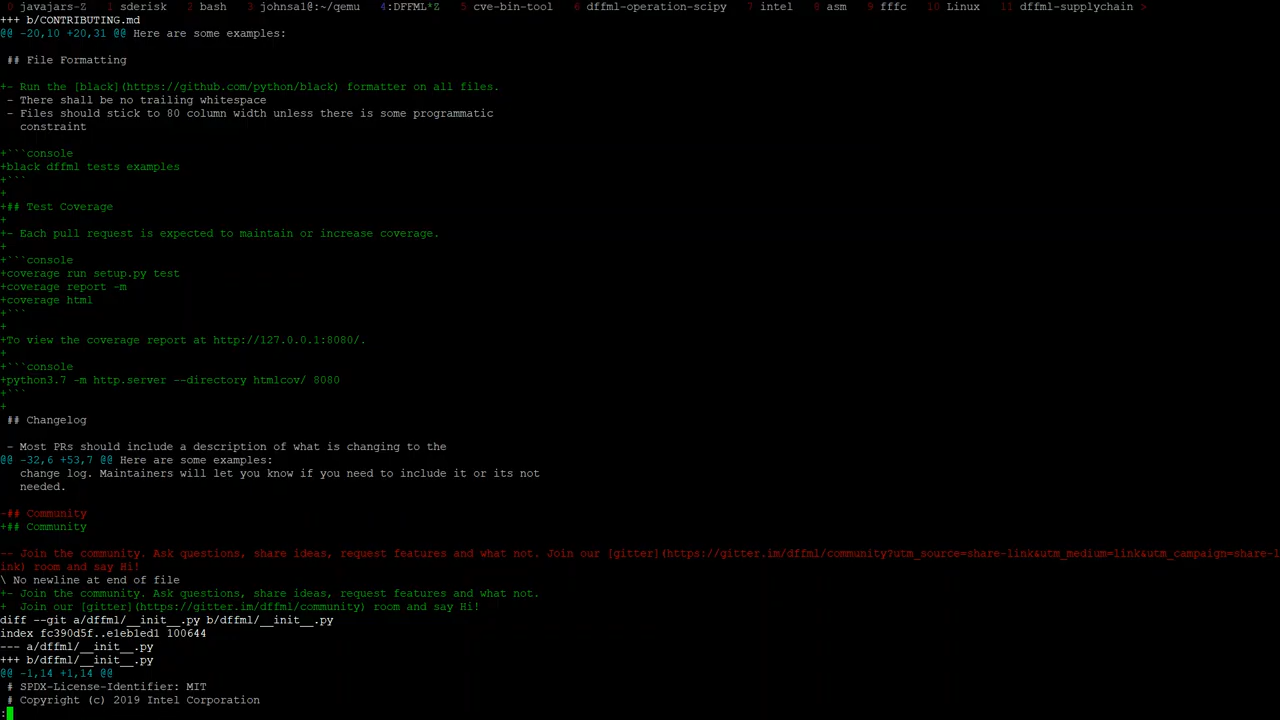 0 javajars-Z 1 sderisk 2 bash 3 johnsa1@:~/qemu 4:DFFML*Z 5 cve-bin-tool 6 dffml-operation-scipy 7 intel 8 asm 9 fffc 10 Linux 11 dffml-supplychain >
+++ b/CONTRIBUTING.md
@@ -20,10 +20,31 @@ Here are some examples:
## File Formatting
+- Run the [black](https://github.com/python/black) formatter on all files.
- There shall be no trailing whitespace
- Files should stick to 80 column width unless there is some programmatic
constraint
+```console
+black dffml tests examples
+```
+
+## Test Coverage
+
+- Each pull request is expected to maintain or increase coverage.
+
+```console
+coverage run setup.py test
+coverage report -m
+coverage html
+```
+
+To view the coverage report at http://127.0.0.1:8080/.
+
+```console
+python3.7 -m http.server --directory htmlcov/ 8080
+```
+
## Changelog
- Most PRs should include a description of what is changing to the
@@ -32,6 +53,7 @@ Here are some examples:
change log. Maintainers will let you know if you need to include it or its not
needed.
-## Community
+## Community
-- Join the community. Ask questions, share ideas, request features and what not. Join our [gitter](https://gitter.im/dffml/community?utm_source=share-link&utm_medium=link&utm_campaign=share-l
ink) room and say Hi!
\ No newline at end of file
+- Join the community. Ask questions, share ideas, request features and what not.
+  Join our [gitter](https://gitter.im/dffml/community) room and say Hi!
diff --git a/dffml/__init__.py b/dffml/__init__.py
index fc390d5f..e1eb1ed1 100644
--- a/dffml/__init__.py
+++ b/dffml/__init__.py
@@ -1,14 +1,14 @@
# SPDX-License-Identifier: MIT
# Copyright (c) 2019 Intel Corporation
: